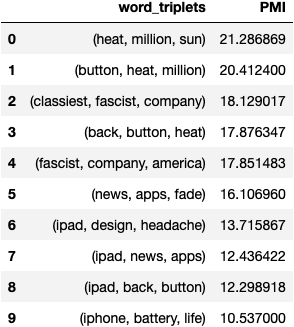 word_triplets PMI
0 (heat, million, sun) 21.286869
1 (button, heat, million) 20.412400
2 (classiest, fascist, company) 18.129017
3 (back, button, heat) 17.876347
4 (fascist, company, america) 17.851483
5 (news, apps, fade) 16.106960
6 (ipad, design, headache) 13.715867
7 (ipad, news, apps) 12.436422
8 (ipad, back, button) 12.298918
9 (iphone, battery, life) 10.537000